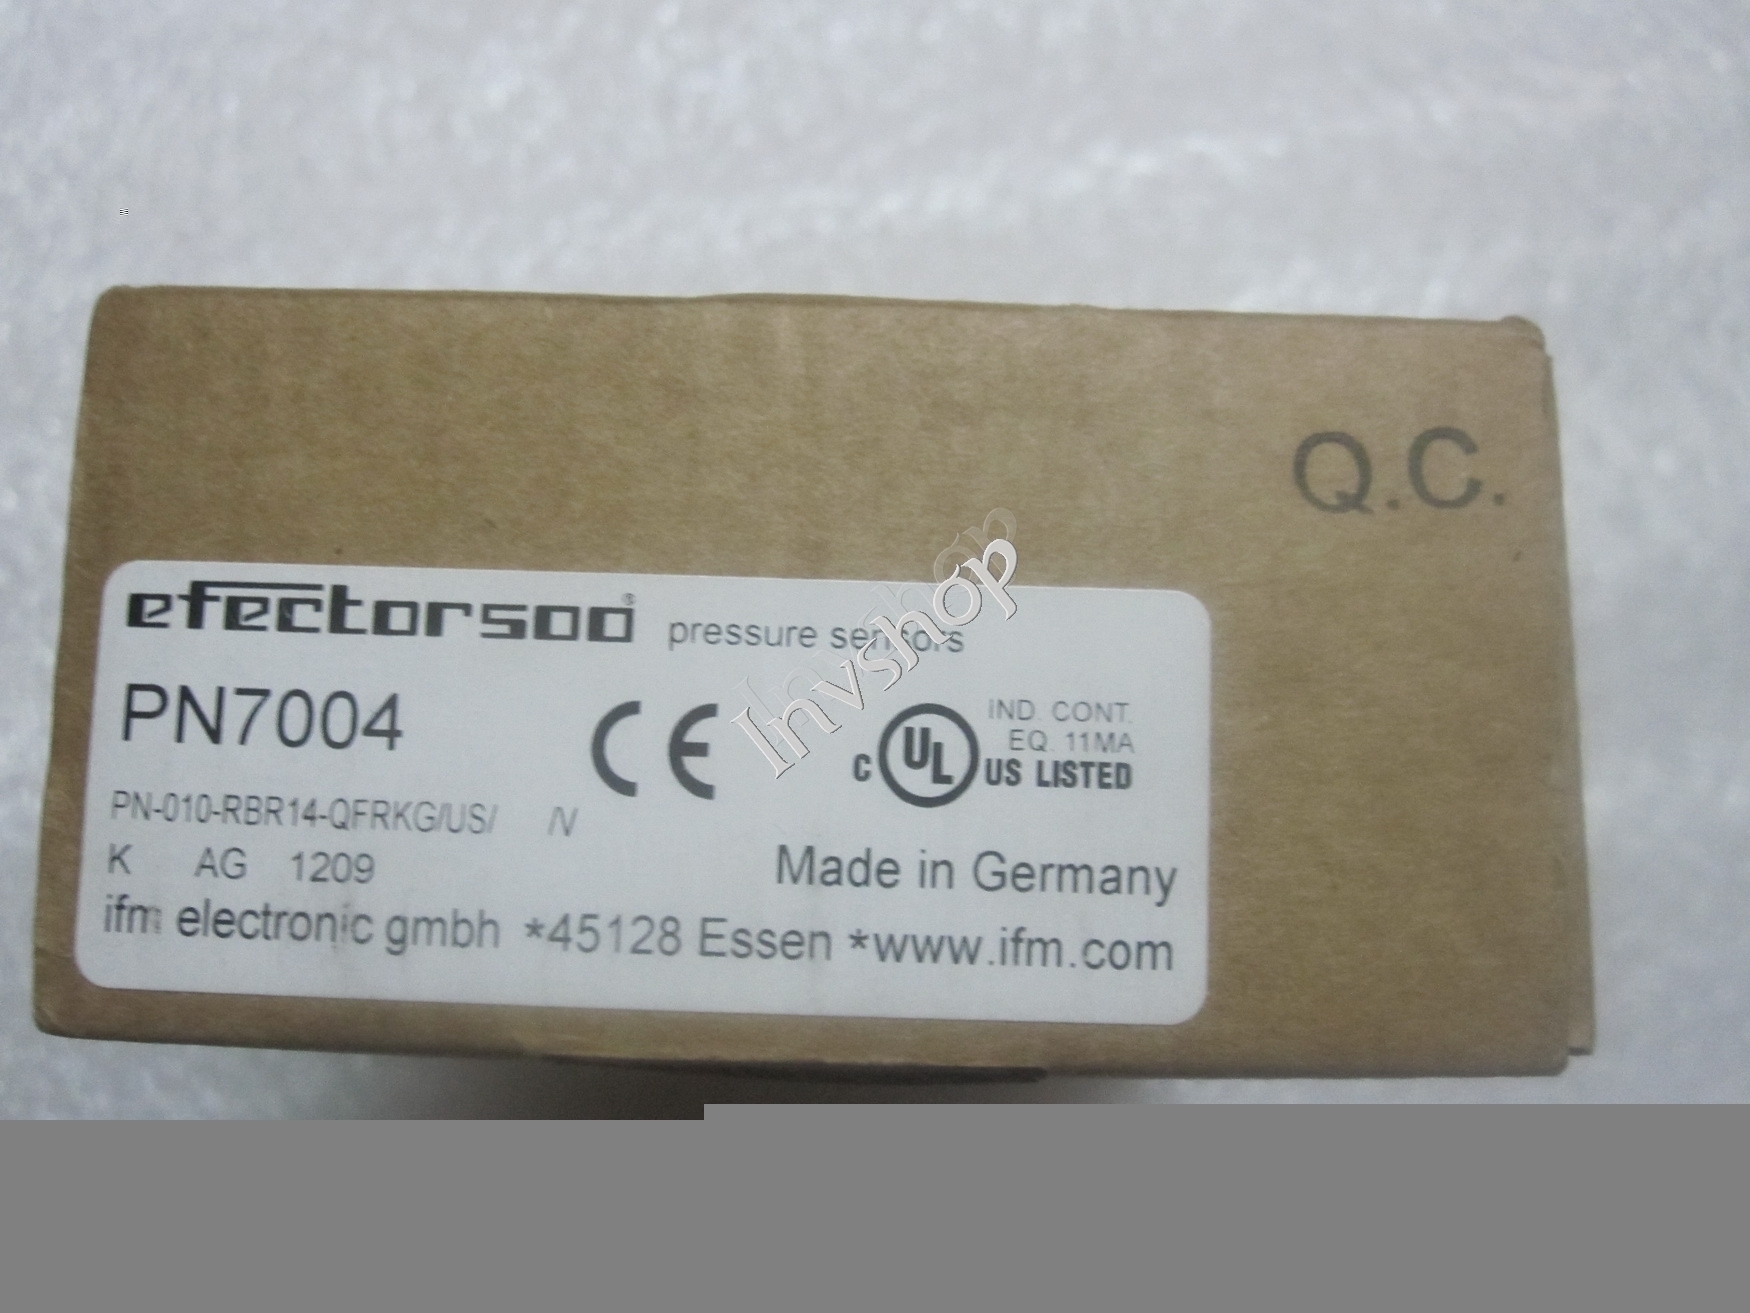 Q.C.
efector500® pressure sensors
PN7004
CE
C UL US LISTED
IND. CONT.
EQ. 11MA
PN-010-RBR14-QFRKG/US/ /V
K AG 1209
Made in Germany
ifm electronic gmbh *45128 Essen *www.ifm.com
Invshop